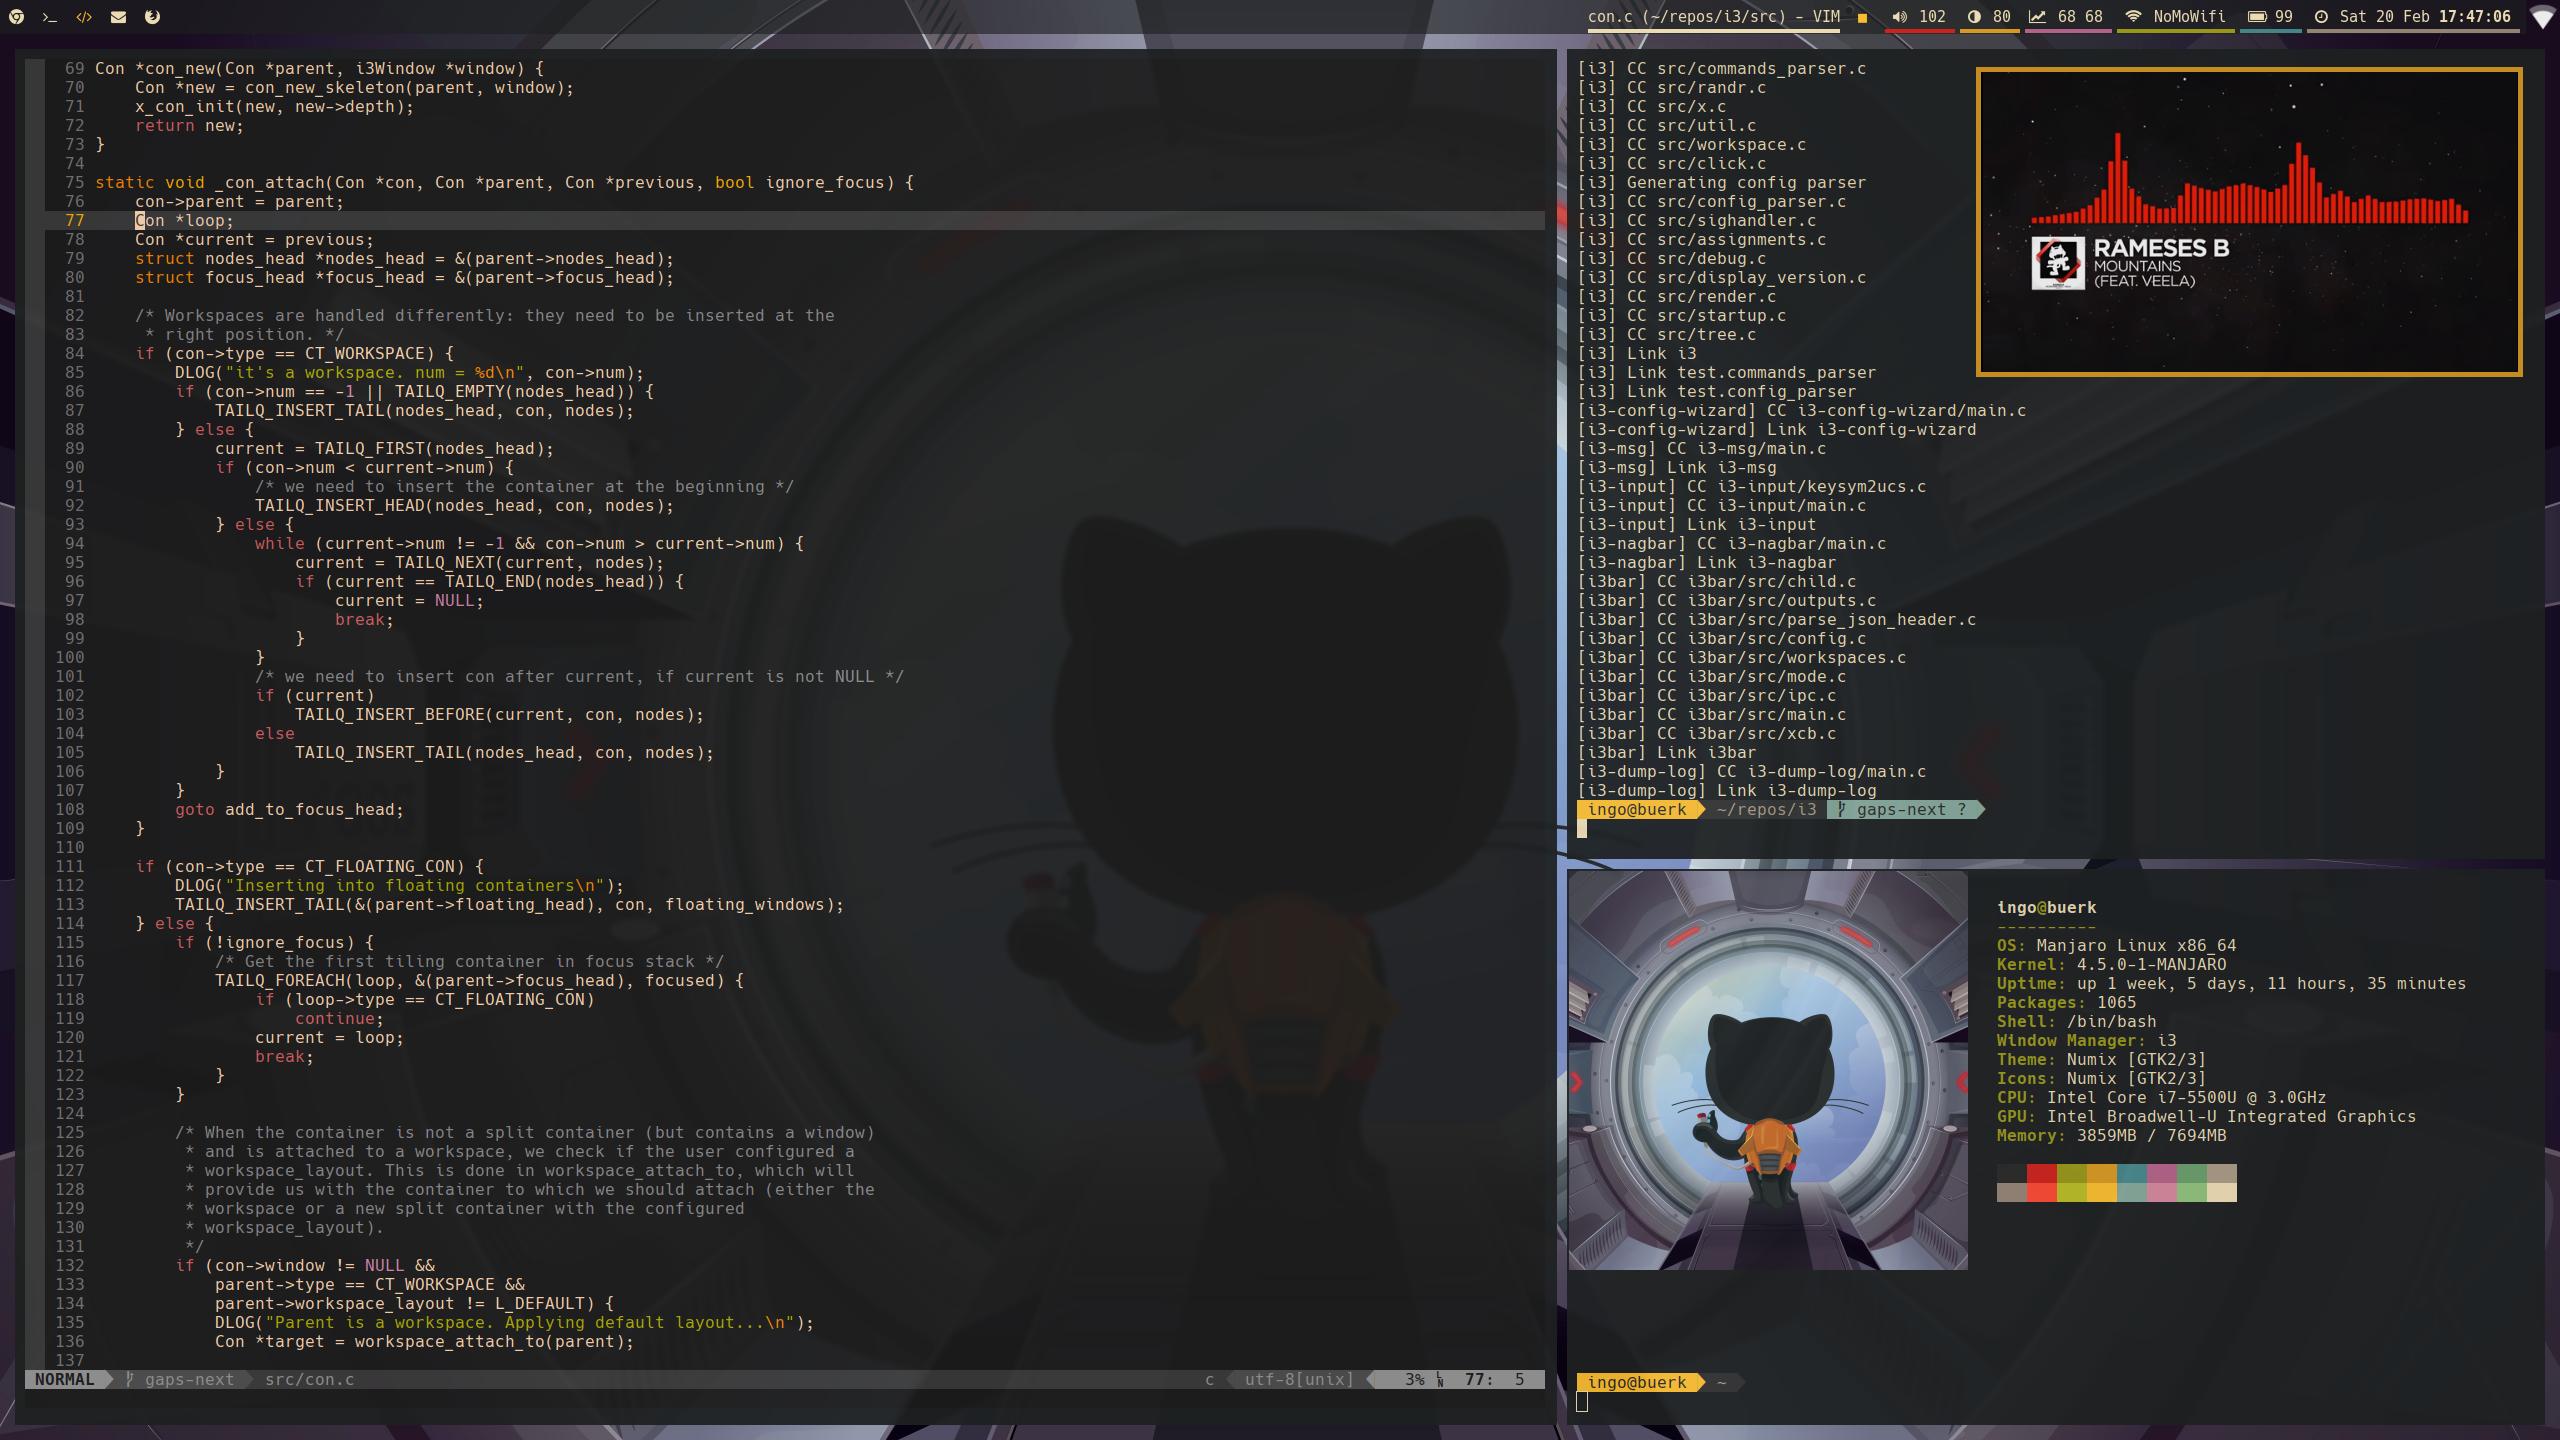 con.c (~/repos/i3/src) - VIM 102 80 68 68 NoMoWifi 99 Sat 20 Feb 17:47:06
69 Con *con_new(Con *parent, i3Window *window) {
70     Con *new = con_new_skeleton(parent, window);
71     x_con_init(new, new->depth);
72     return new;
73 }
74
75 static void _con_attach(Con *con, Con *parent, Con *previous, bool ignore_focus) {
76     con->parent = parent;
77     Con *loop;
78     Con *current = previous;
79     struct nodes_head *nodes_head = &(parent->nodes_head);
80     struct focus_head *focus_head = &(parent->focus_head);
81
82     /* Workspaces are handled differently: they need to be inserted at the
83      * right position. */
84     if (con->type == CT_WORKSPACE) {
85         DLOG("it's a workspace. num = %d\n", con->num);
86         if (con->num == -1 || TAILQ_EMPTY(nodes_head)) {
87             TAILQ_INSERT_TAIL(nodes_head, con, nodes);
88         } else {
89             current = TAILQ_FIRST(nodes_head);
90             if (con->num < current->num) {
91                 /* we need to insert the container at the beginning */
92                 TAILQ_INSERT_HEAD(nodes_head, con, nodes);
93             } else {
94                 while (current->num != -1 && con->num > current->num) {
95                     current = TAILQ_NEXT(current, nodes);
96                     if (current == TAILQ_END(nodes_head)) {
97                         current = NULL;
98                         break;
99                     }
100                 }
101                 /* we need to insert con after current, if current is not NULL */
102                 if (current)
103                     TAILQ_INSERT_BEFORE(current, con, nodes);
104                 else
105                     TAILQ_INSERT_TAIL(nodes_head, con, nodes);
106             }
107         }
108         goto add_to_focus_head;
109     }
110
111     if (con->type == CT_FLOATING_CON) {
112         DLOG("Inserting into floating containers\n");
113         TAILQ_INSERT_TAIL(&(parent->floating_head), con, floating_windows);
114     } else {
115         if (!ignore_focus) {
116             /* Get the first tiling container in focus stack */
117             TAILQ_FOREACH(loop, &(parent->focus_head), focused) {
118                 if (loop->type == CT_FLOATING_CON)
119                     continue;
120                 current = loop;
121                 break;
122             }
123         }
124
125         /* When the container is not a split container (but contains a window)
126          * and is attached to a workspace, we check if the user configured a
127          * workspace_layout. This is done in workspace_attach_to, which will
128          * provide us with the container to which we should attach (either the
129          * workspace or a new split container with the configured
130          * workspace_layout).
131          */
132         if (con->window != NULL &&
133             parent->type == CT_WORKSPACE &&
134             parent->workspace_layout != L_DEFAULT) {
135             DLOG("Parent is a workspace. Applying default layout...\n");
136             Con *target = workspace_attach_to(parent);
137
NORMAL gaps-next src/con.c c utf-8[unix] 3% LN 77: 5
[i3] CC src/commands_parser.c
[i3] CC src/randr.c
[i3] CC src/x.c
[i3] CC src/util.c
[i3] CC src/workspace.c
[i3] CC src/click.c
[i3] Generating config parser
[i3] CC src/config_parser.c
[i3] CC src/sighandler.c
[i3] CC src/assignments.c
[i3] CC src/debug.c
[i3] CC src/display_version.c
[i3] CC src/render.c
[i3] CC src/startup.c
[i3] CC src/tree.c
[i3] Link i3
[i3] Link test.commands_parser
[i3] Link test.config_parser
[i3-config-wizard] CC i3-config-wizard/main.c
[i3-config-wizard] Link i3-config-wizard
[i3-msg] CC i3-msg/main.c
[i3-msg] Link i3-msg
[i3-input] CC i3-input/keysym2ucs.c
[i3-input] CC i3-input/main.c
[i3-input] Link i3-input
[i3-nagbar] CC i3-nagbar/main.c
[i3-nagbar] Link i3-nagbar
[i3bar] CC i3bar/src/child.c
[i3bar] CC i3bar/src/outputs.c
[i3bar] CC i3bar/src/parse_json_header.c
[i3bar] CC i3bar/src/config.c
[i3bar] CC i3bar/src/workspaces.c
[i3bar] CC i3bar/src/mode.c
[i3bar] CC i3bar/src/ipc.c
[i3bar] CC i3bar/src/main.c
[i3bar] CC i3bar/src/xcb.c
[i3bar] Link i3bar
[i3-dump-log] CC i3-dump-log/main.c
[i3-dump-log] Link i3-dump-log
ingo@buerk ~/repos/i3 gaps-next ?
RAMESES B
MOUNTAINS
(FEAT. VEELA)
ingo@buerk
----------
OS: Manjaro Linux x86_64
Kernel: 4.5.0-1-MANJARO
Uptime: up 1 week, 5 days, 11 hours, 35 minutes
Packages: 1065
Shell: /bin/bash
Window Manager: i3
Theme: Numix [GTK2/3]
Icons: Numix [GTK2/3]
CPU: Intel Core i7-5500U @ 3.0GHz
GPU: Intel Broadwell-U Integrated Graphics
Memory: 3859MB / 7694MB
ingo@buerk ~